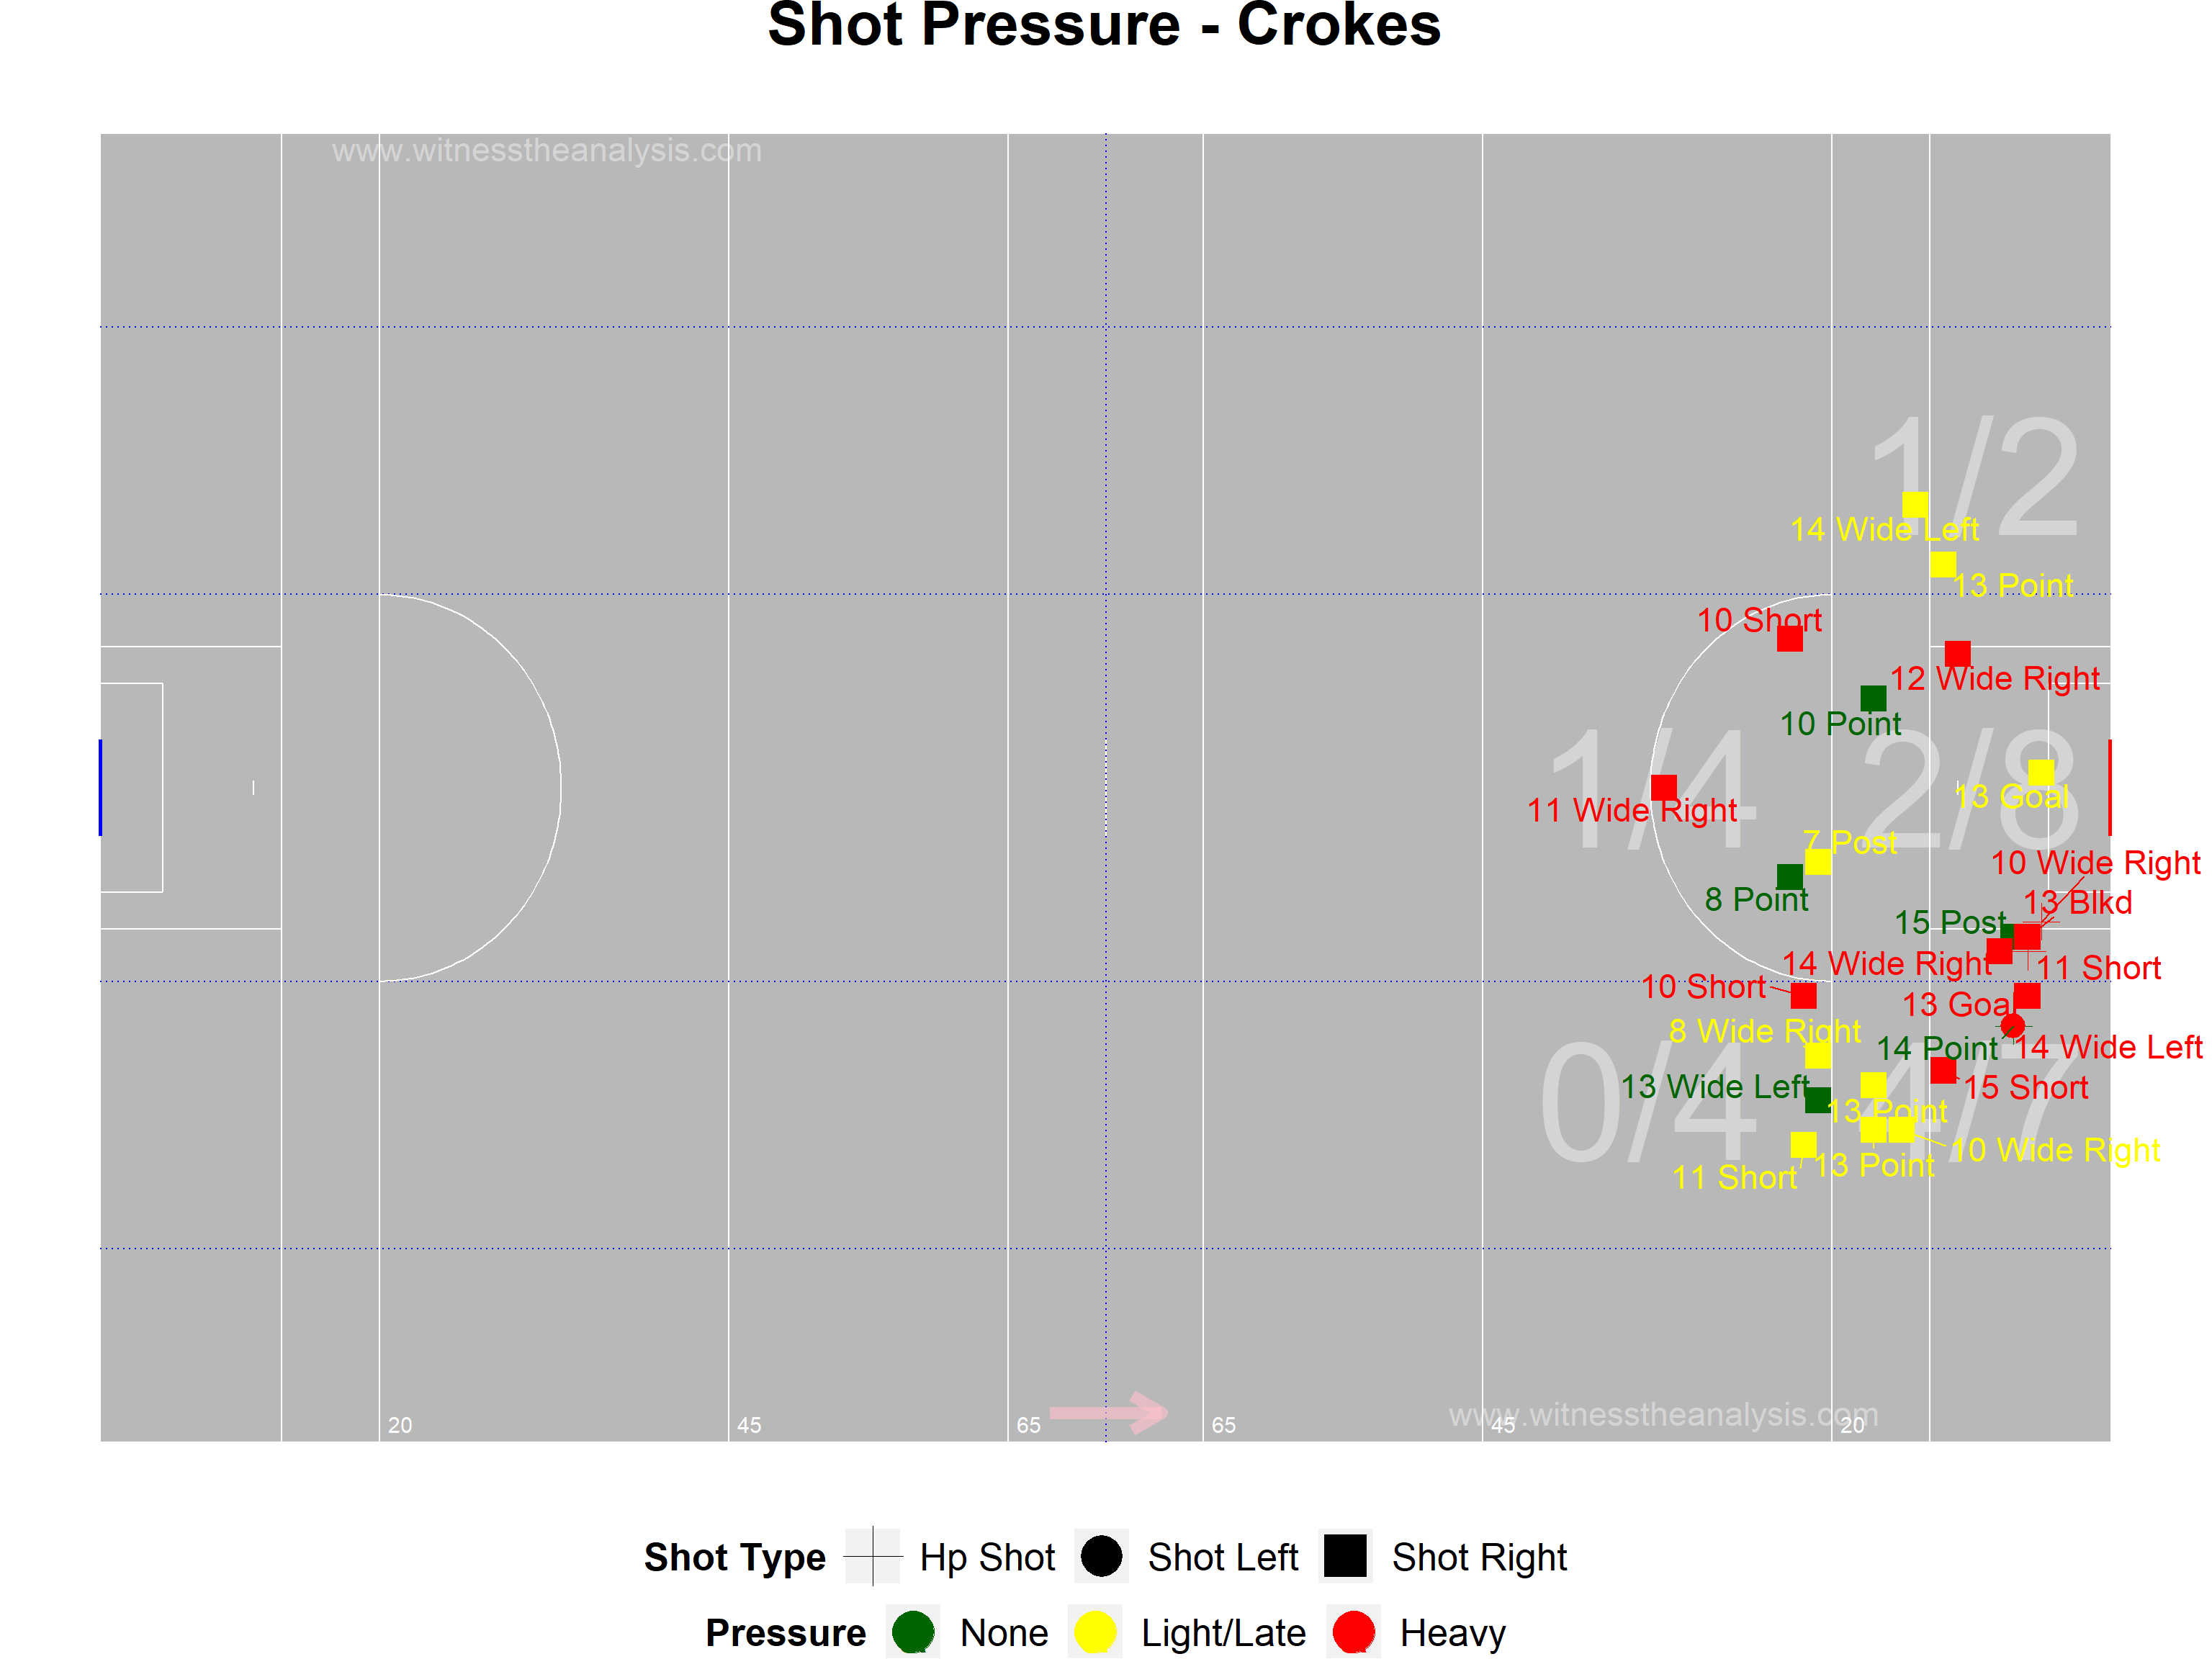 Shot Pressure - Crokes
www.witnesstheanalysis.com
1/2
14 Wide Left
13 Point
10 Short
12 Wide Right
10 Point
1/4
2/8
13 Goal
11 Wide Right
7 Post
10 Wide Right
8 Point
13 Blkd
15 Post
14 Wide Right
11 Short
10 Short
13 Goal
8 Wide Right
14 Point
14 Wide Left
13 Wide Left
15 Short
0/4
4/7
13 Point
10 Wide Right
13 Point
11 Short
www.witnesstheanalysis.com
20
45
65
65
45
20
Shot Type
Hp Shot
Shot Left
Shot Right
Pressure
None
Light/Late
Heavy